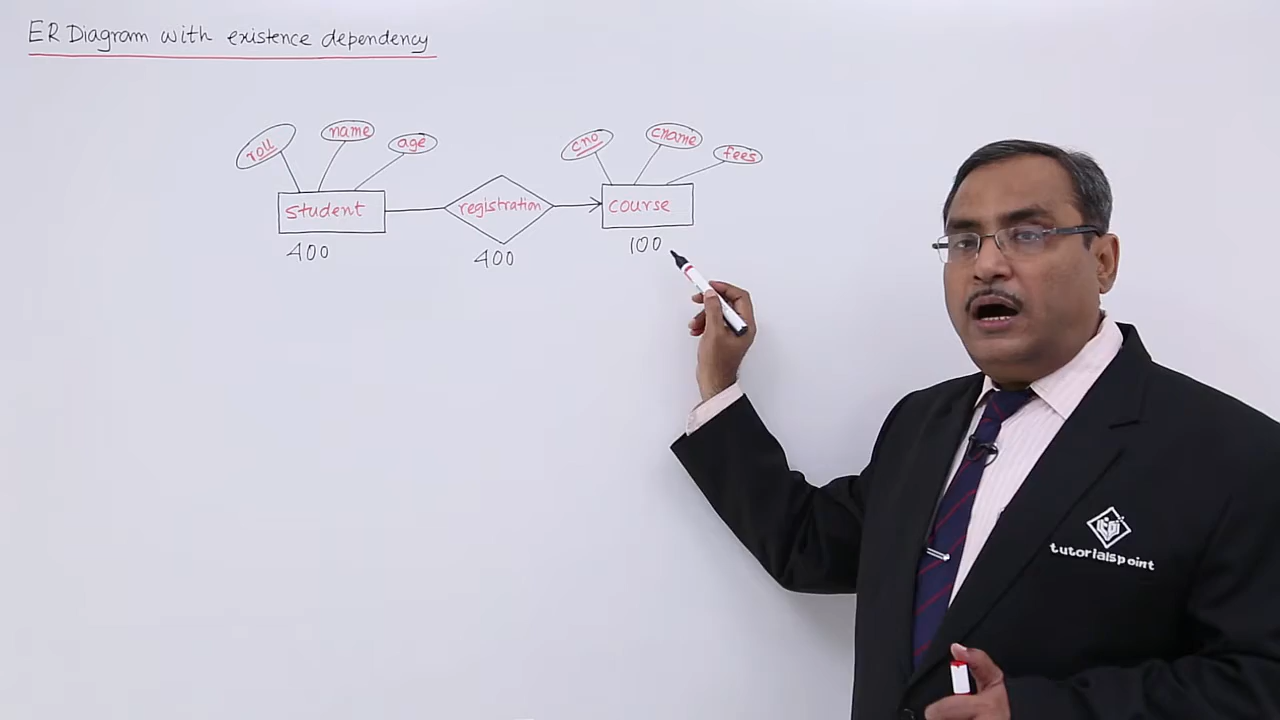 ER Diagram with existence dependency
roll name age cno cname fees
student registration course
400 400 100
tutorialspoint